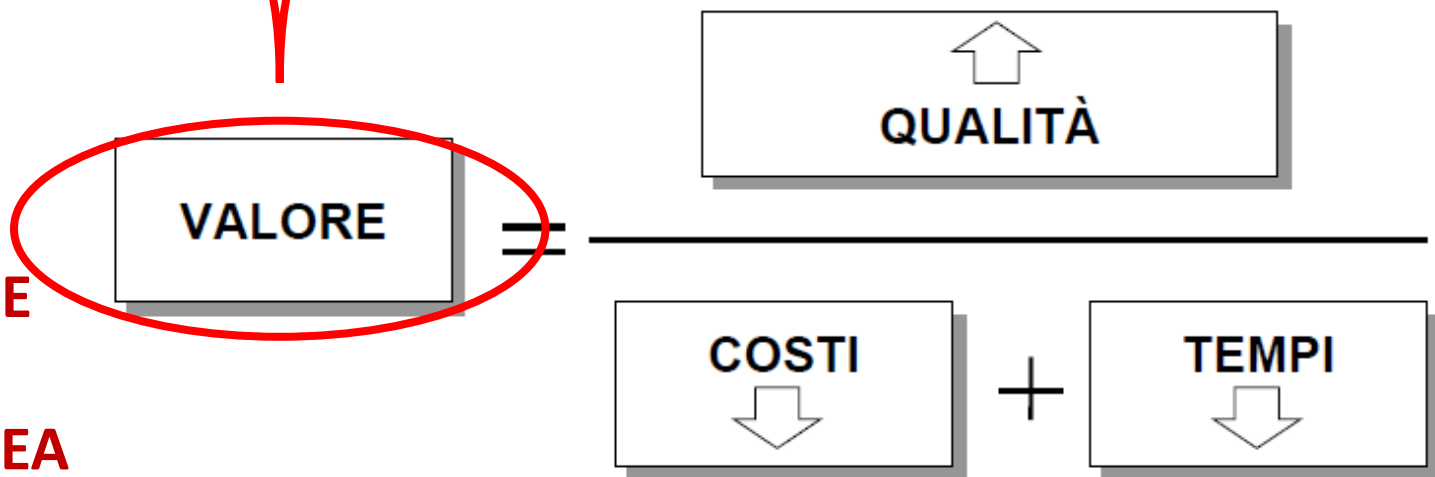 QUALITÀ
VALORE
=
E
COSTI + TEMPI
EA